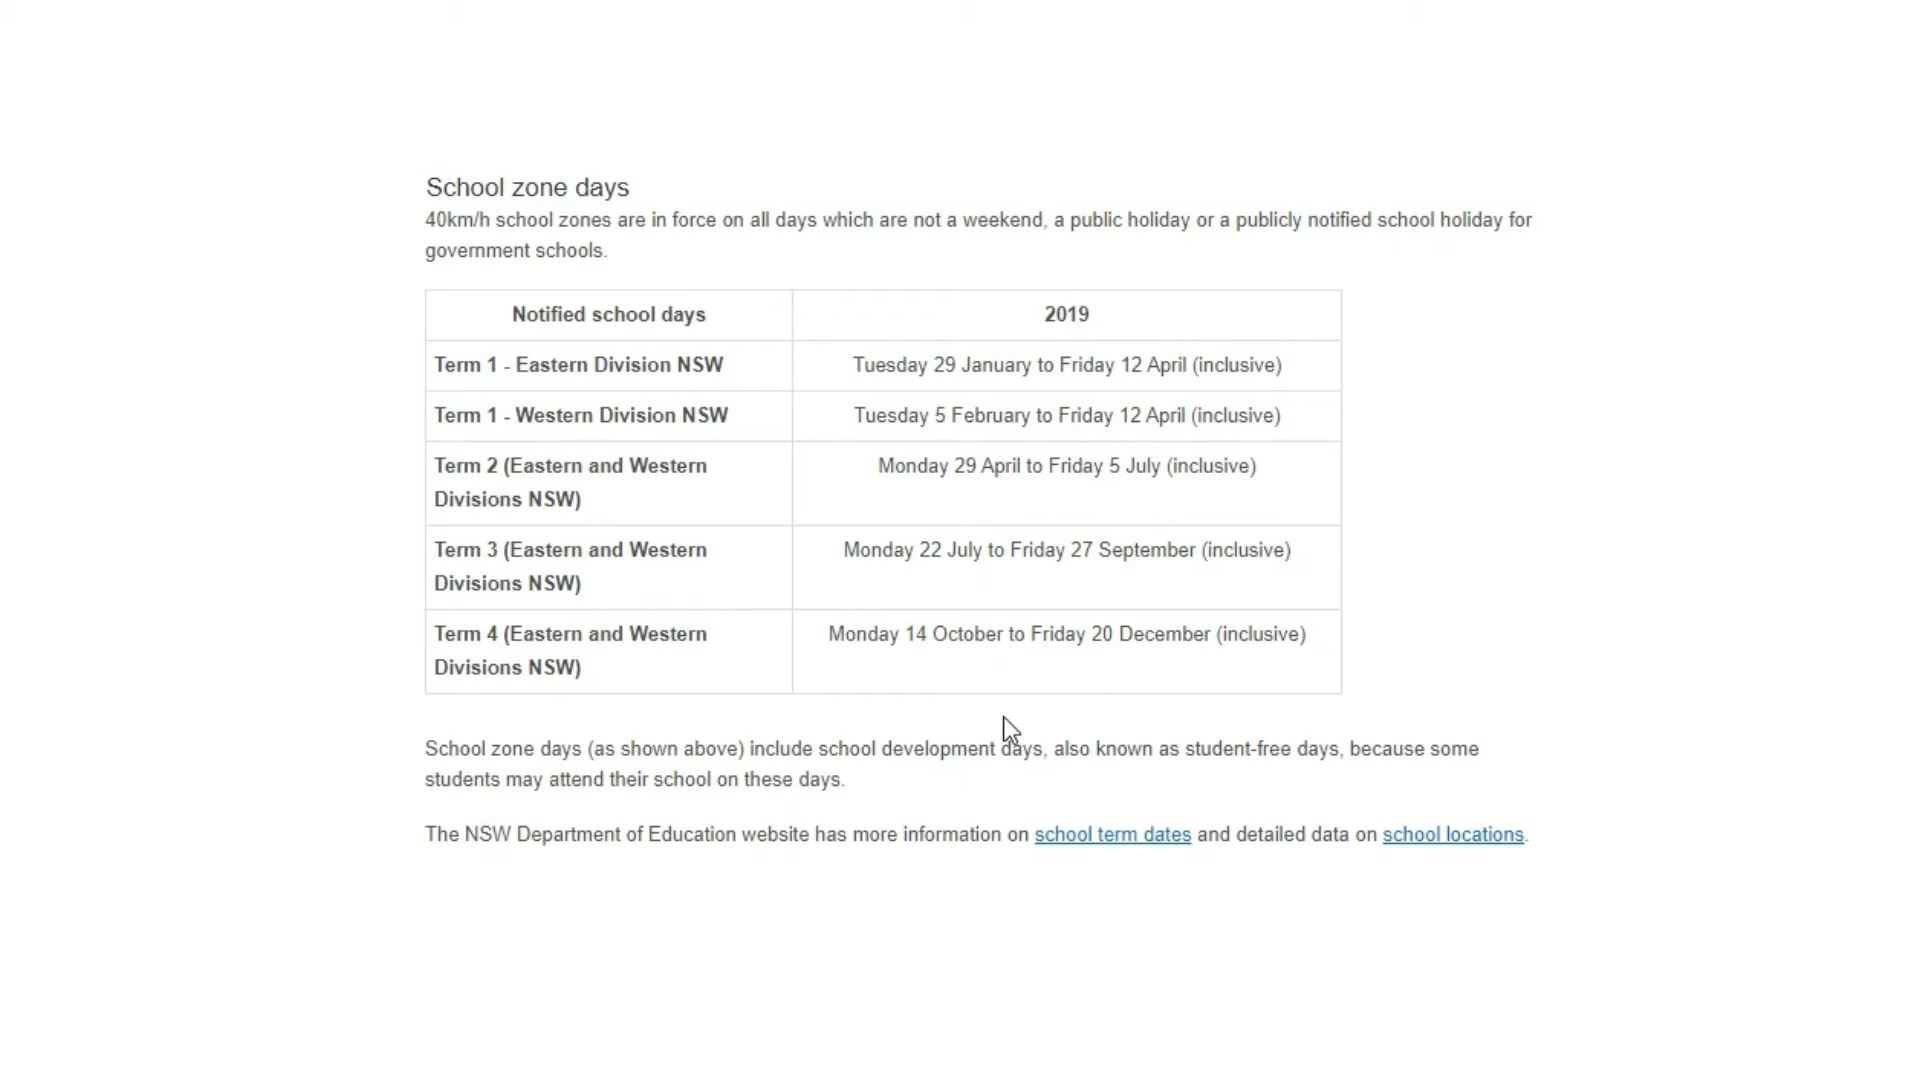 School zone days
40km/h school zones are in force on all days which are not a weekend, a public holiday or a publicly notified school holiday for
government schools.
Notified school days 2019
Term 1 - Eastern Division NSW Tuesday 29 January to Friday 12 April (inclusive)
Term 1 - Western Division NSW Tuesday 5 February to Friday 12 April (inclusive)
Term 2 (Eastern and Western Monday 29 April to Friday 5 July (inclusive)
Divisions NSW)
Term 3 (Eastern and Western Monday 22 July to Friday 27 September (inclusive)
Divisions NSW)
Term 4 (Eastern and Western Monday 14 October to Friday 20 December (inclusive)
Divisions NSW)
School zone days (as shown above) include school development days, also known as student-free days, because some
students may attend their school on these days.
The NSW Department of Education website has more information on school term dates and detailed data on school locations.